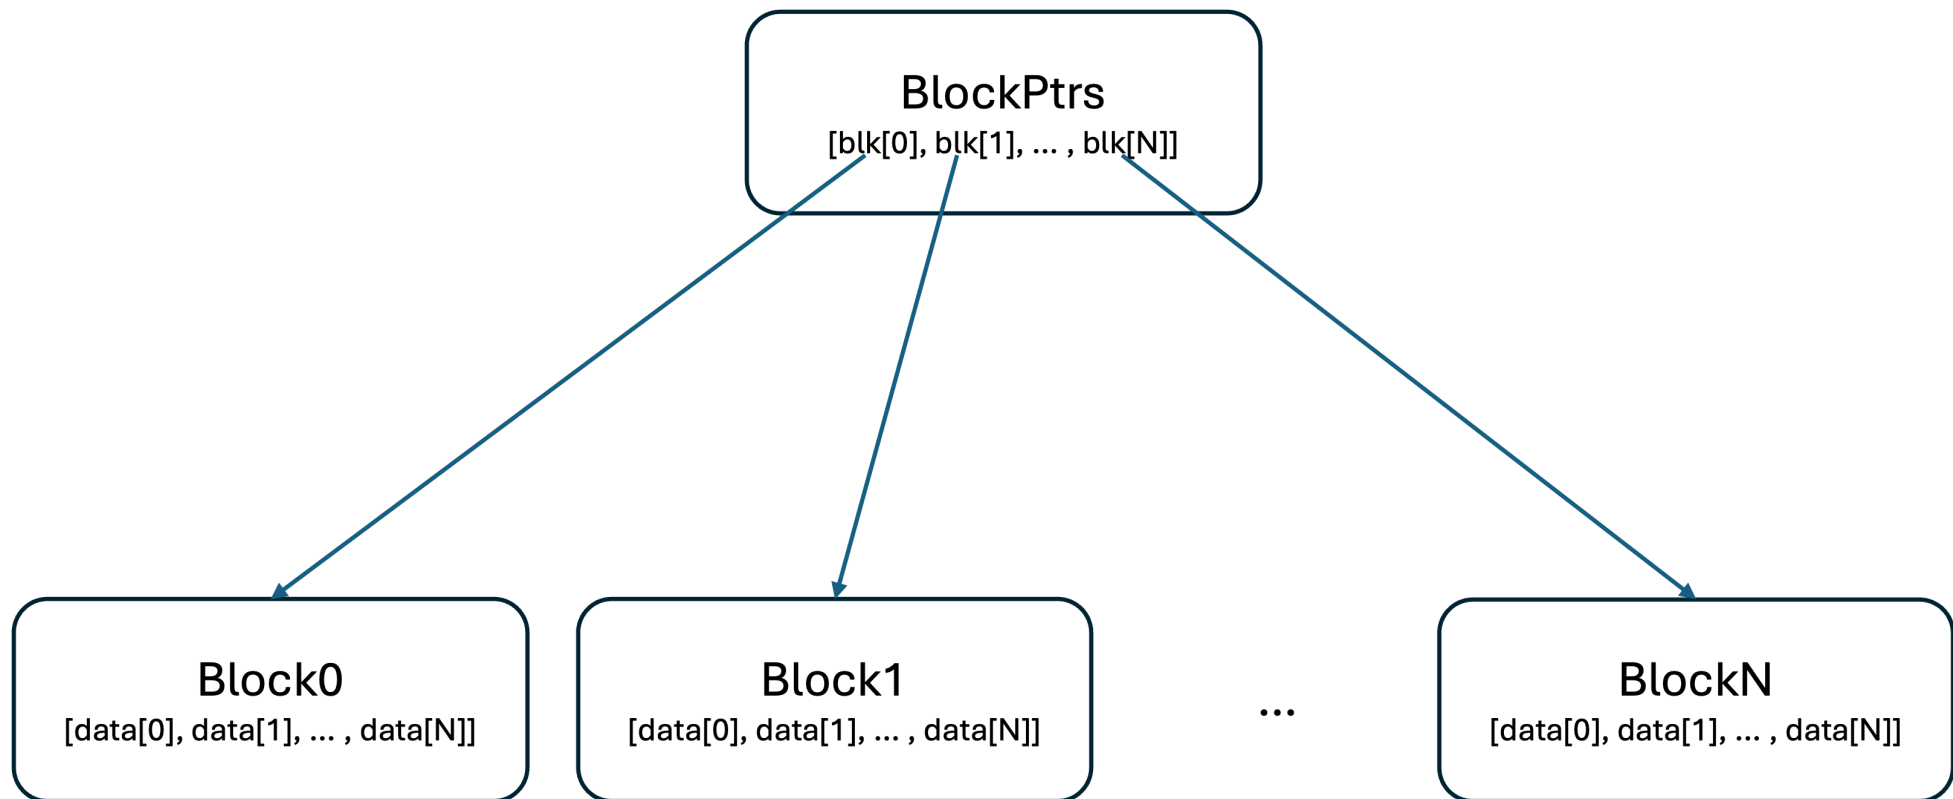 BlockPtrs
[blk[0], blk[1], ... , blk[N]]
Block0
[data[0], data[1], ... , data[N]]
Block1
[data[0], data[1], ... , data[N]]
...
BlockN
[data[0], data[1], ... , data[N]]